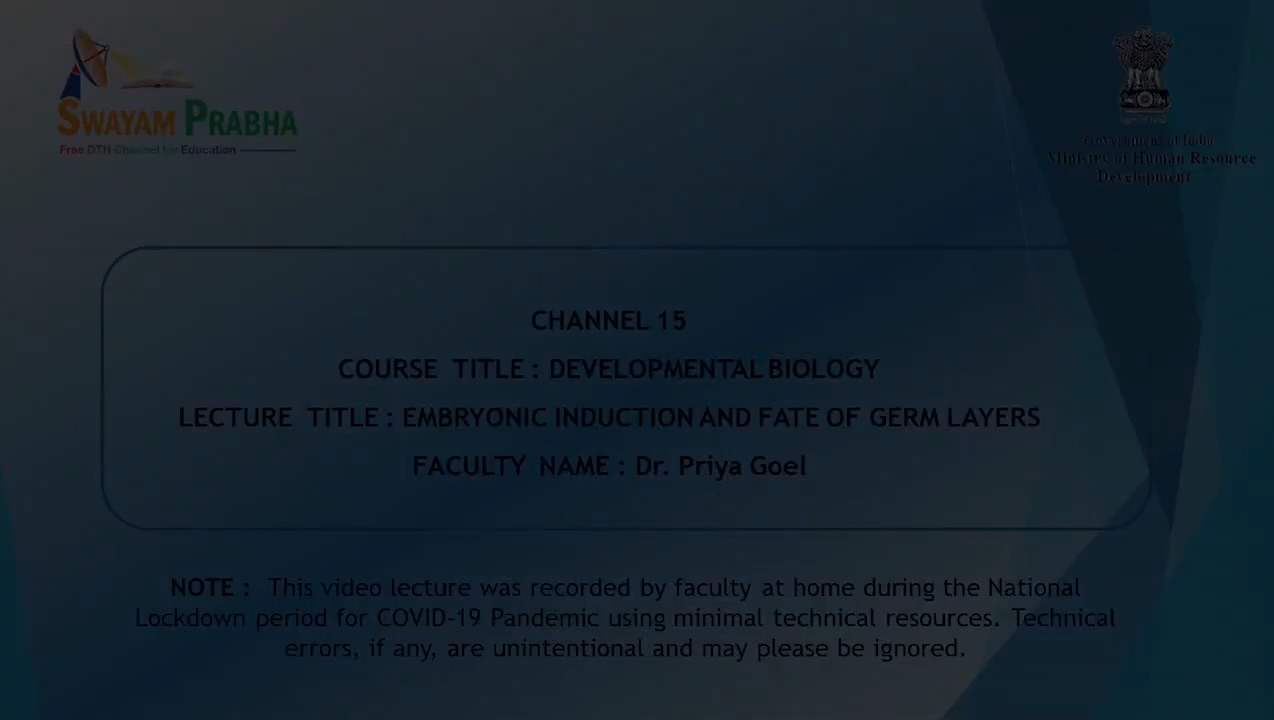 SWAYAM PRABHA
Free DTH Channel for Education
Government of India
Ministry of Human Resource
Development
CHANNEL 15
COURSE TITLE : DEVELOPMENTAL BIOLOGY
LECTURE TITLE : EMBRYONIC INDUCTION AND FATE OF GERM LAYERS
FACULTY NAME : Dr. Priya Goel
NOTE : This video lecture was recorded by faculty at home during the National
Lockdown period for COVID-19 Pandemic using minimal technical resources. Technical
errors, if any, are unintentional and may please be ignored.